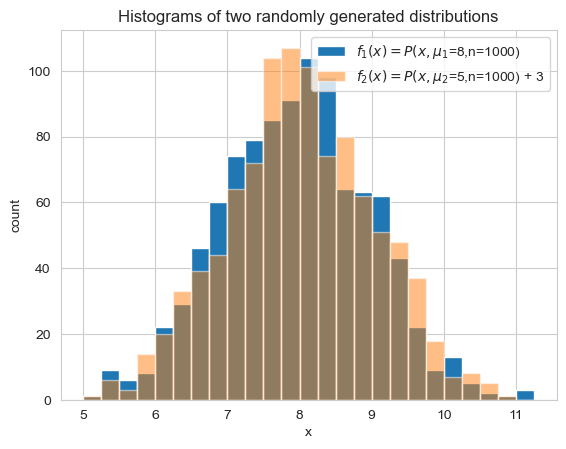 Histograms of two randomly generated distributions
f₁(x) = P(x, μ₁=8,n=1000)
f₂(x) = P(x, μ₂=5,n=1000) + 3
100
80
60
40
20
0
count
5 6 7 8 9 10 11
x